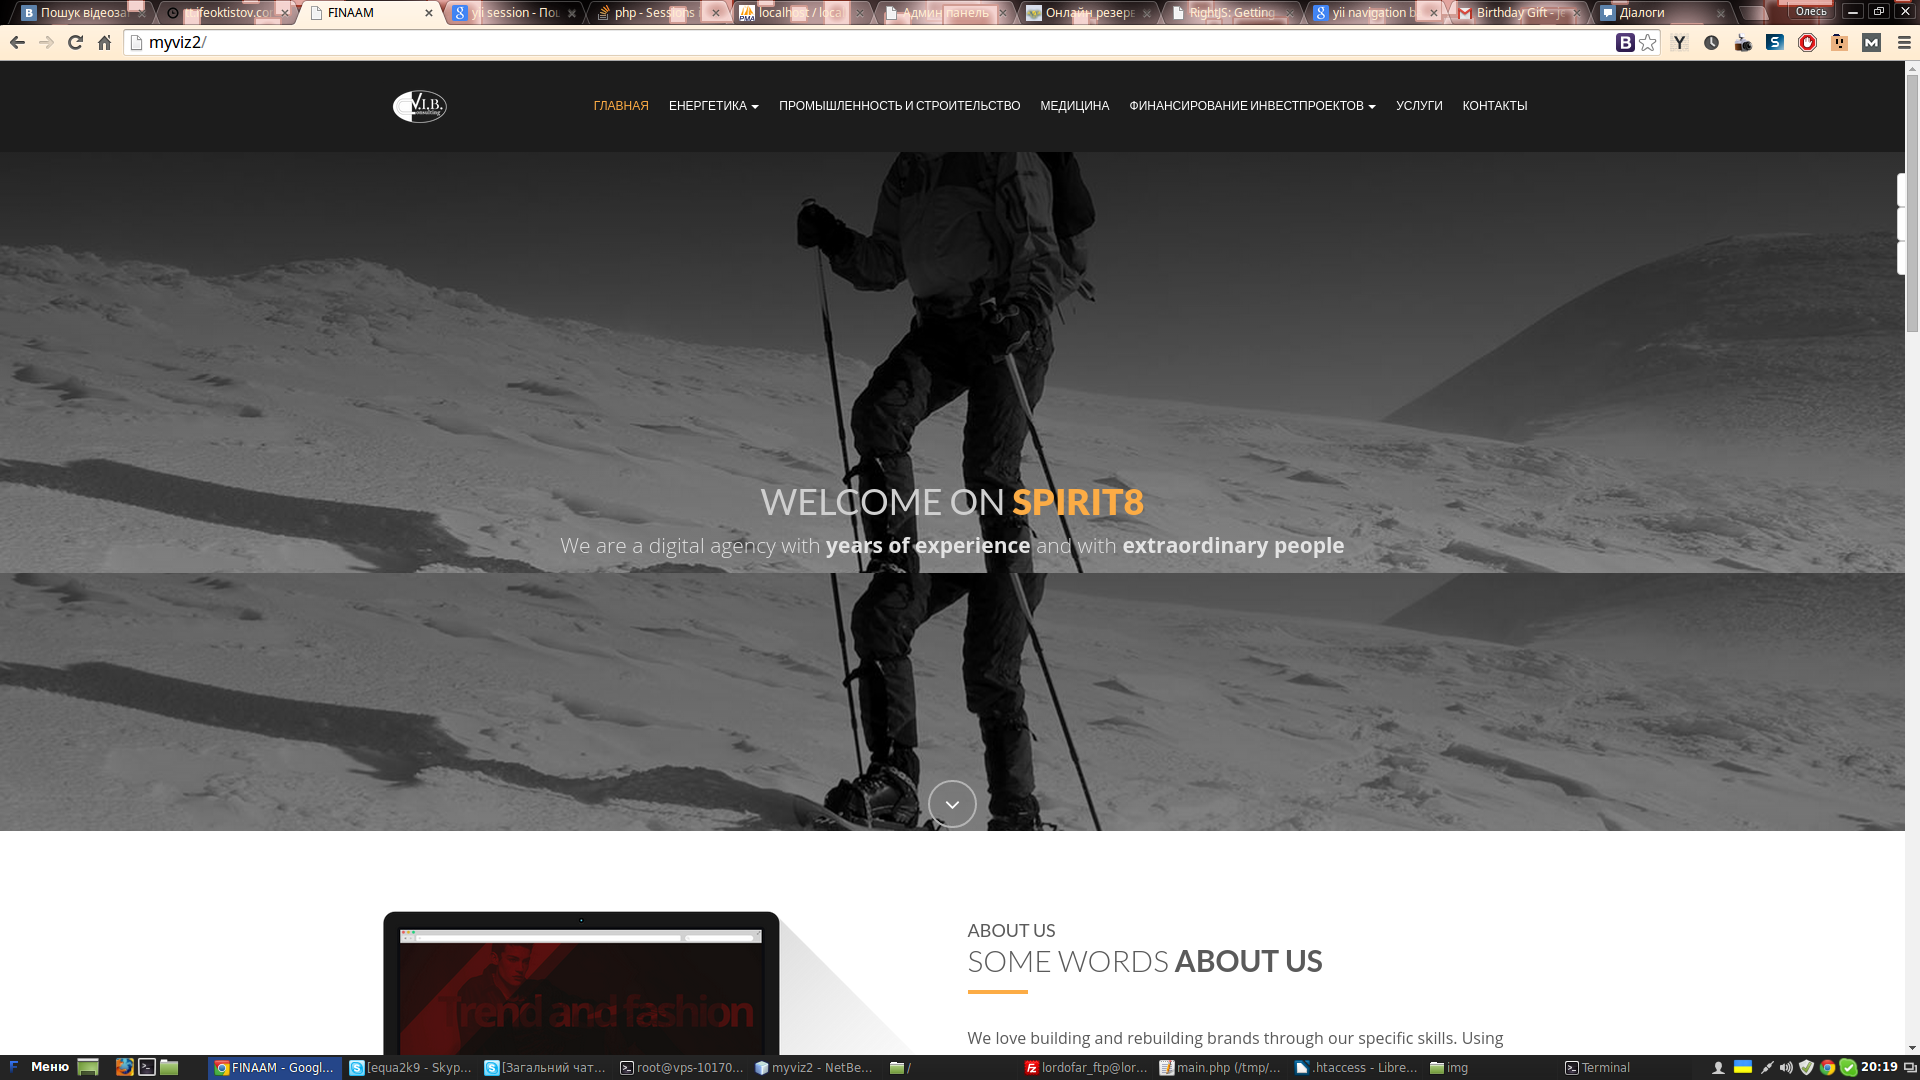 Пошук відеоза
tt.ifeoktistov.co
FINAAM
yii session - Пош
php - Sessions
localhost / loca
Админ панель
Онлайн резерв
RightJS: Getting
yii navigation b
Birthday Gift - je
Діалоги
Олесь
myviz2/
V.I.B.
consulting
ГЛАВНАЯ
ЕНЕРГЕТИКА
ПРОМЫШЛЕННОСТЬ И СТРОИТЕЛЬСТВО
МЕДИЦИНА
ФИНАНСИРОВАНИЕ ИНВЕСТПРОЕКТОВ
УСЛУГИ
КОНТАКТЫ
WELCOME ON SPIRIT8
We are a digital agency with years of experience and with extraordinary people
ABOUT US
SOME WORDS ABOUT US
Trend and fashion
We love building and rebuilding brands through our specific skills. Using
Меню
FINAAM - Googl...
[equa2k9 - Skyp...
[Загальний чат...
root@vps-10170...
myviz2 - NetBe...
/
lordofar_ftp@lor...
main.php (/tmp/...
.htaccess - Libre...
img
Terminal
20:19